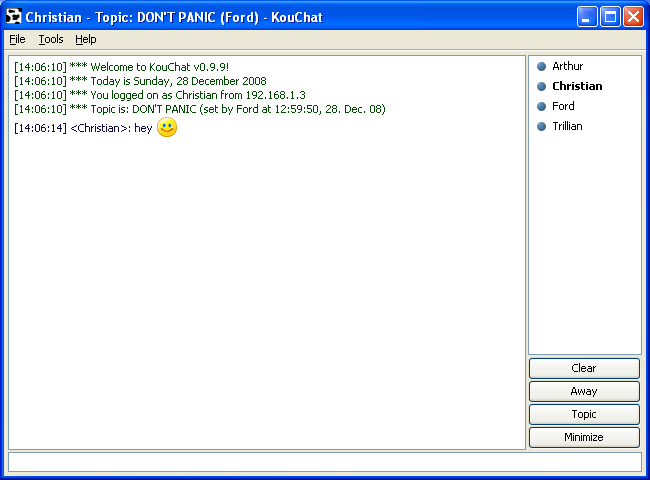 Christian - Topic: DON'T PANIC (Ford) - KouChat
File Tools Help
[14:06:10] *** Welcome to KouChat v0.9.9!
[14:06:10] *** Today is Sunday, 28 December 2008
[14:06:10] *** You logged on as Christian from 192.168.1.3
[14:06:10] *** Topic is: DON'T PANIC (set by Ford at 12:59:50, 28. Dec. 08)
[14:06:14] <Christian>: hey
Arthur
Christian
Ford
Trillian
Clear
Away
Topic
Minimize